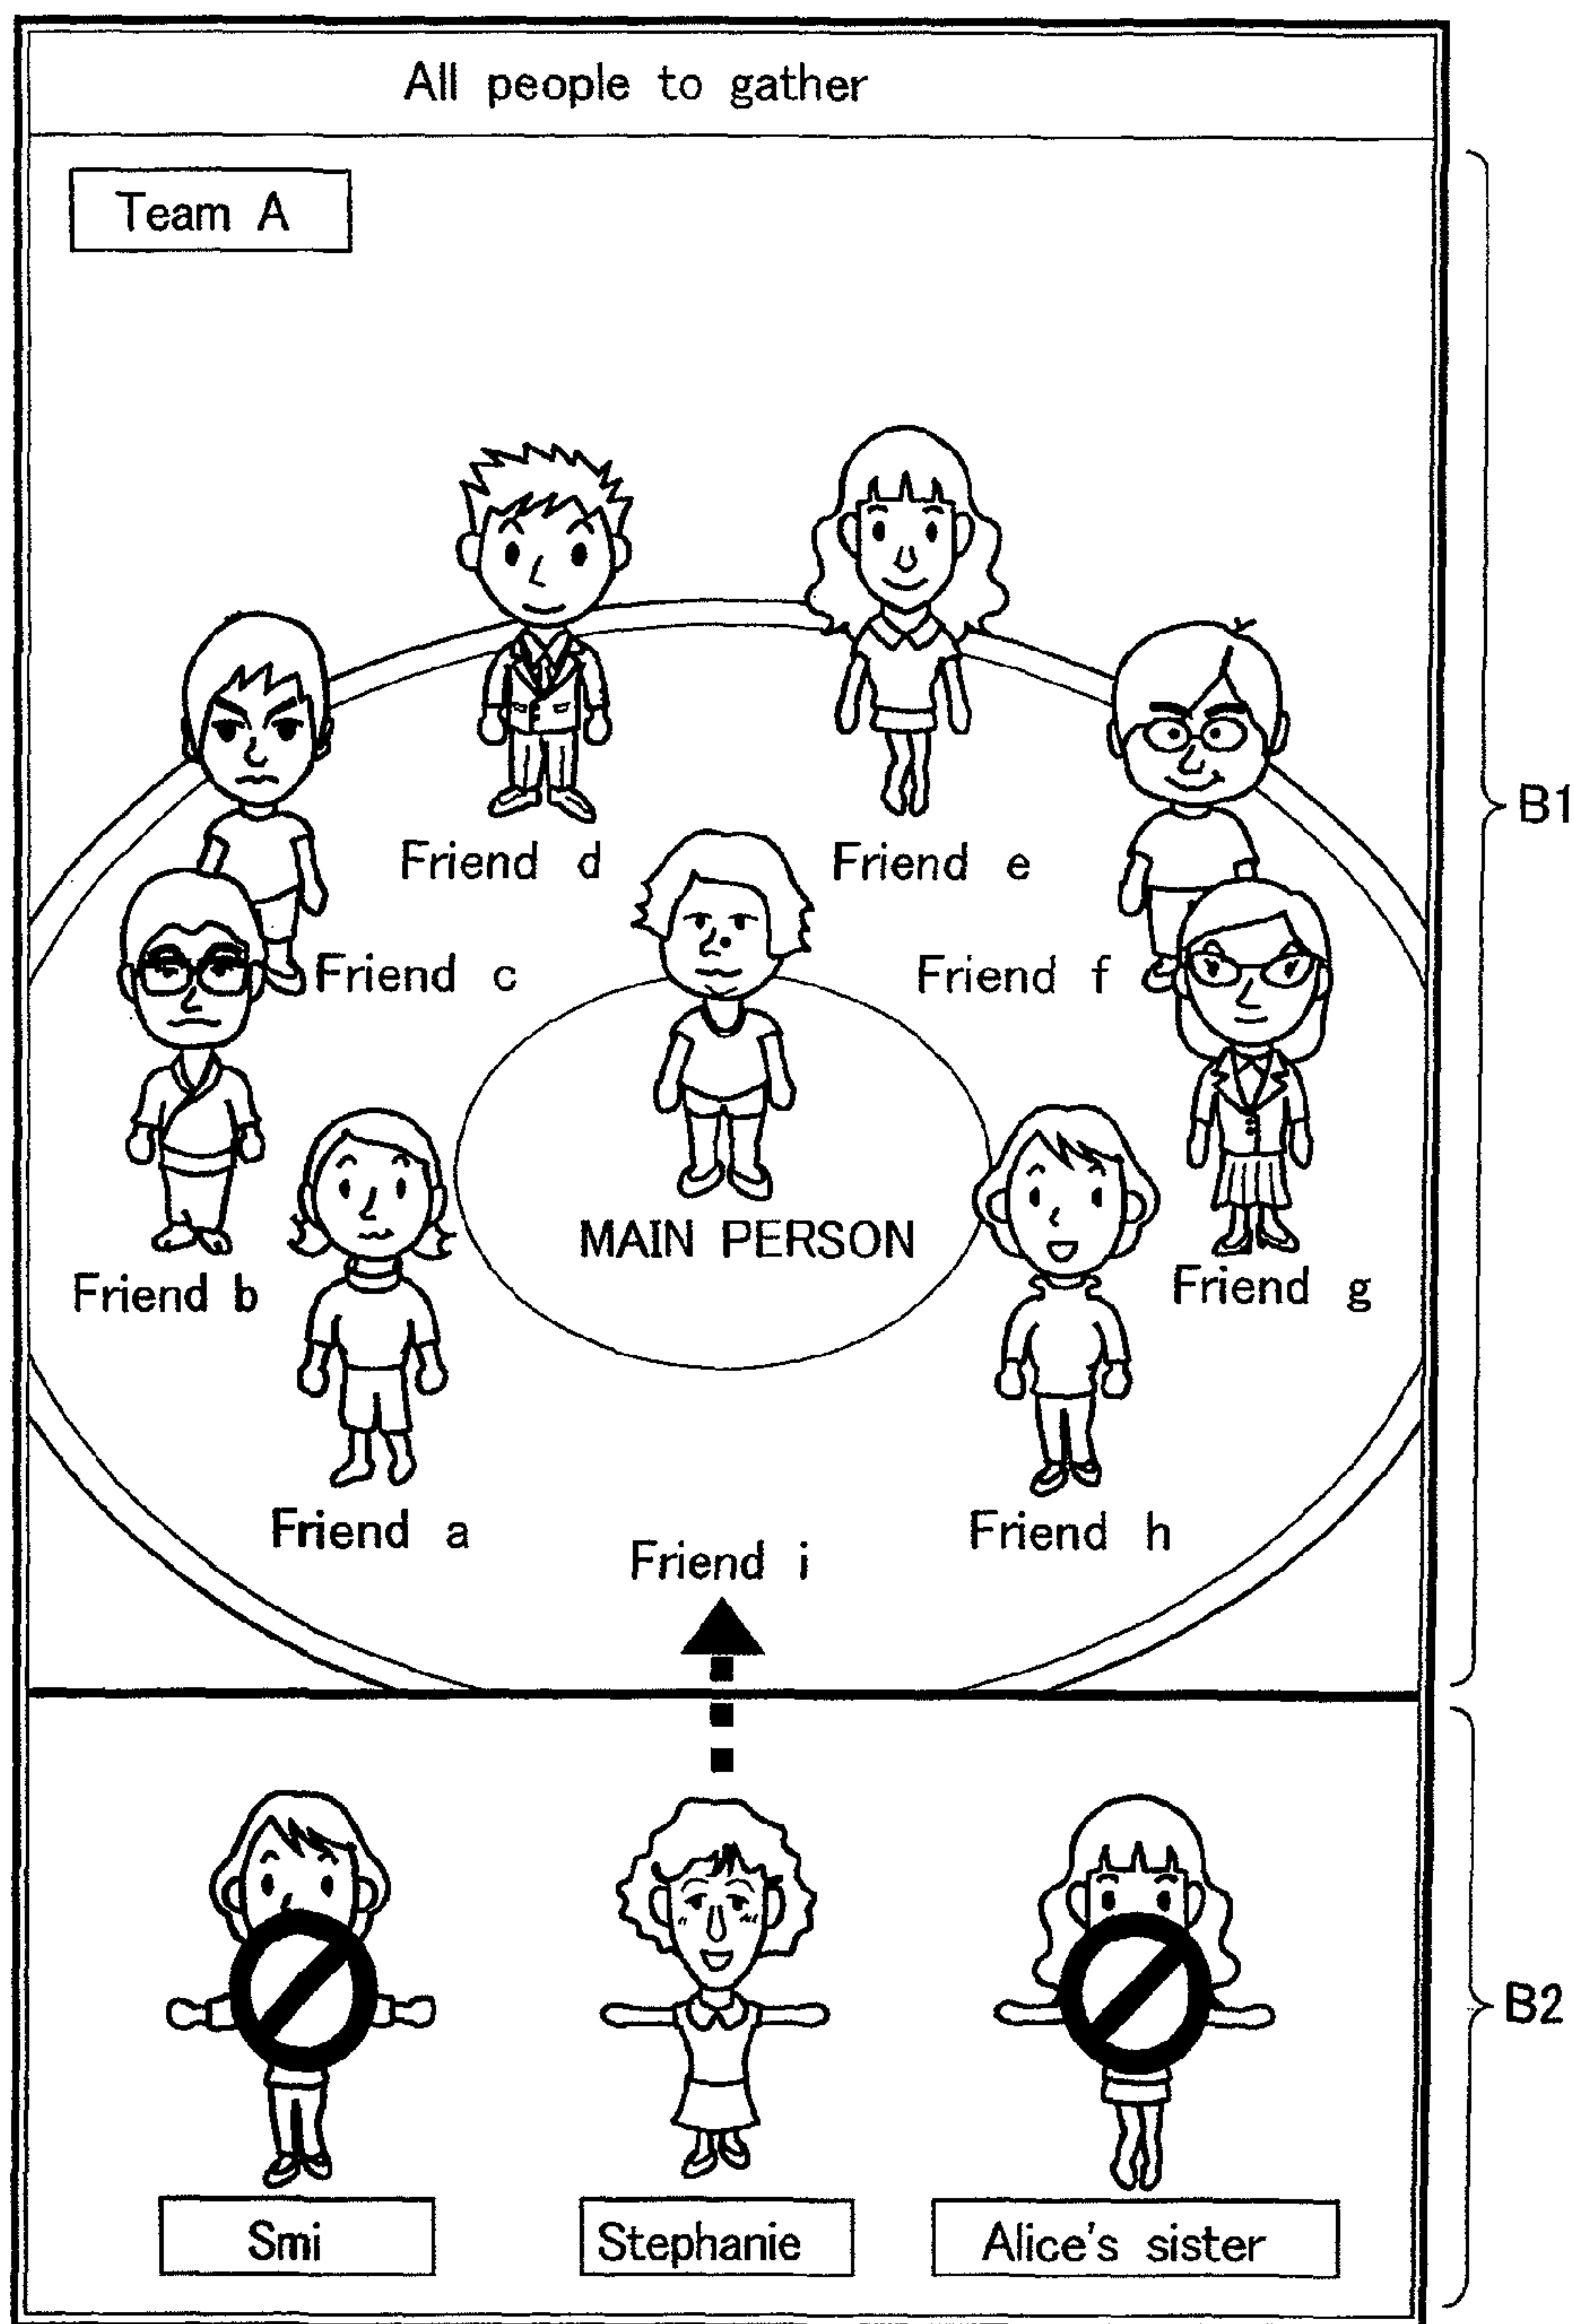 All people to gather
Team A
B1
Friend d
Friend e
Friend c
Friend f
MAIN PERSON
Friend b
Friend g
Friend a
Friend h
Friend i
B2
Smi
Stephanie
Alice's sister